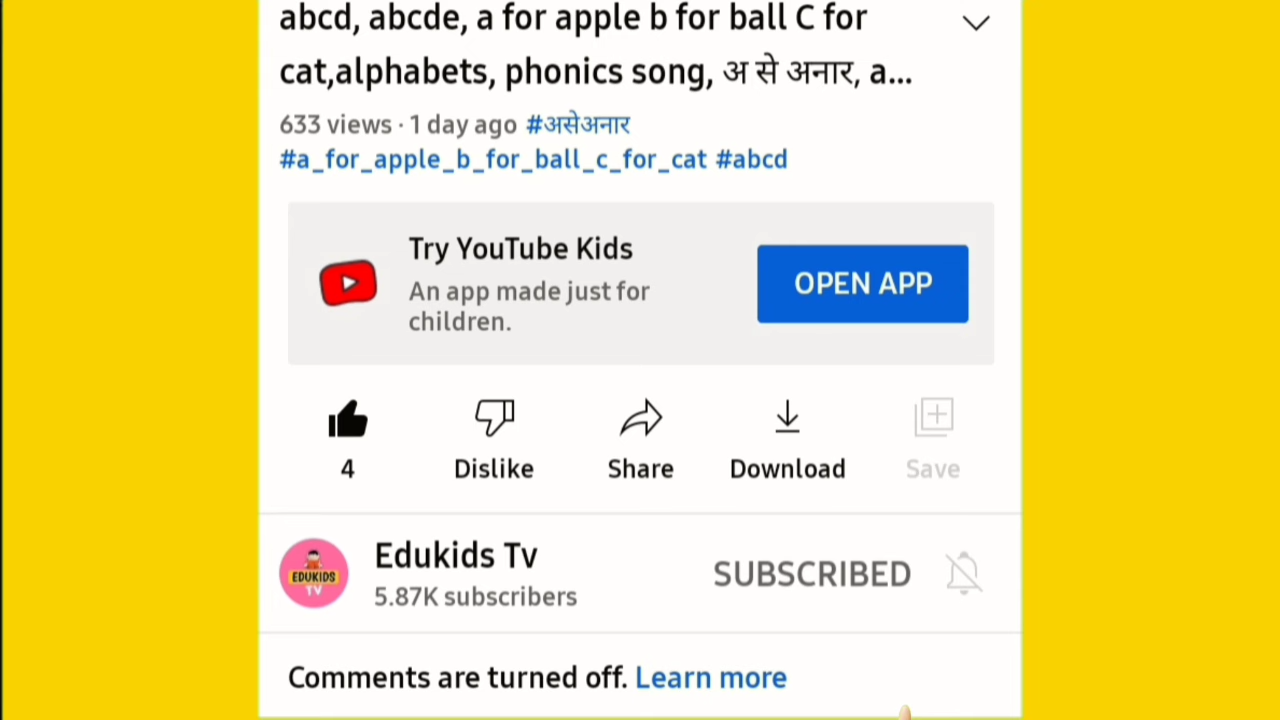 abcd, abcde, a for apple b for ball C for
cat,alphabets, phonics song, अ से अनार, a...
633 views · 1 day ago #असेअनार
#a_for_apple_b_for_ball_c_for_cat #abcd
Try YouTube Kids
An app made just for
children.
OPEN APP
4
Dislike
Share
Download
Save
EDUKIDS
TV
Edukids Tv
5.87K subscribers
SUBSCRIBED
Comments are turned off. Learn more